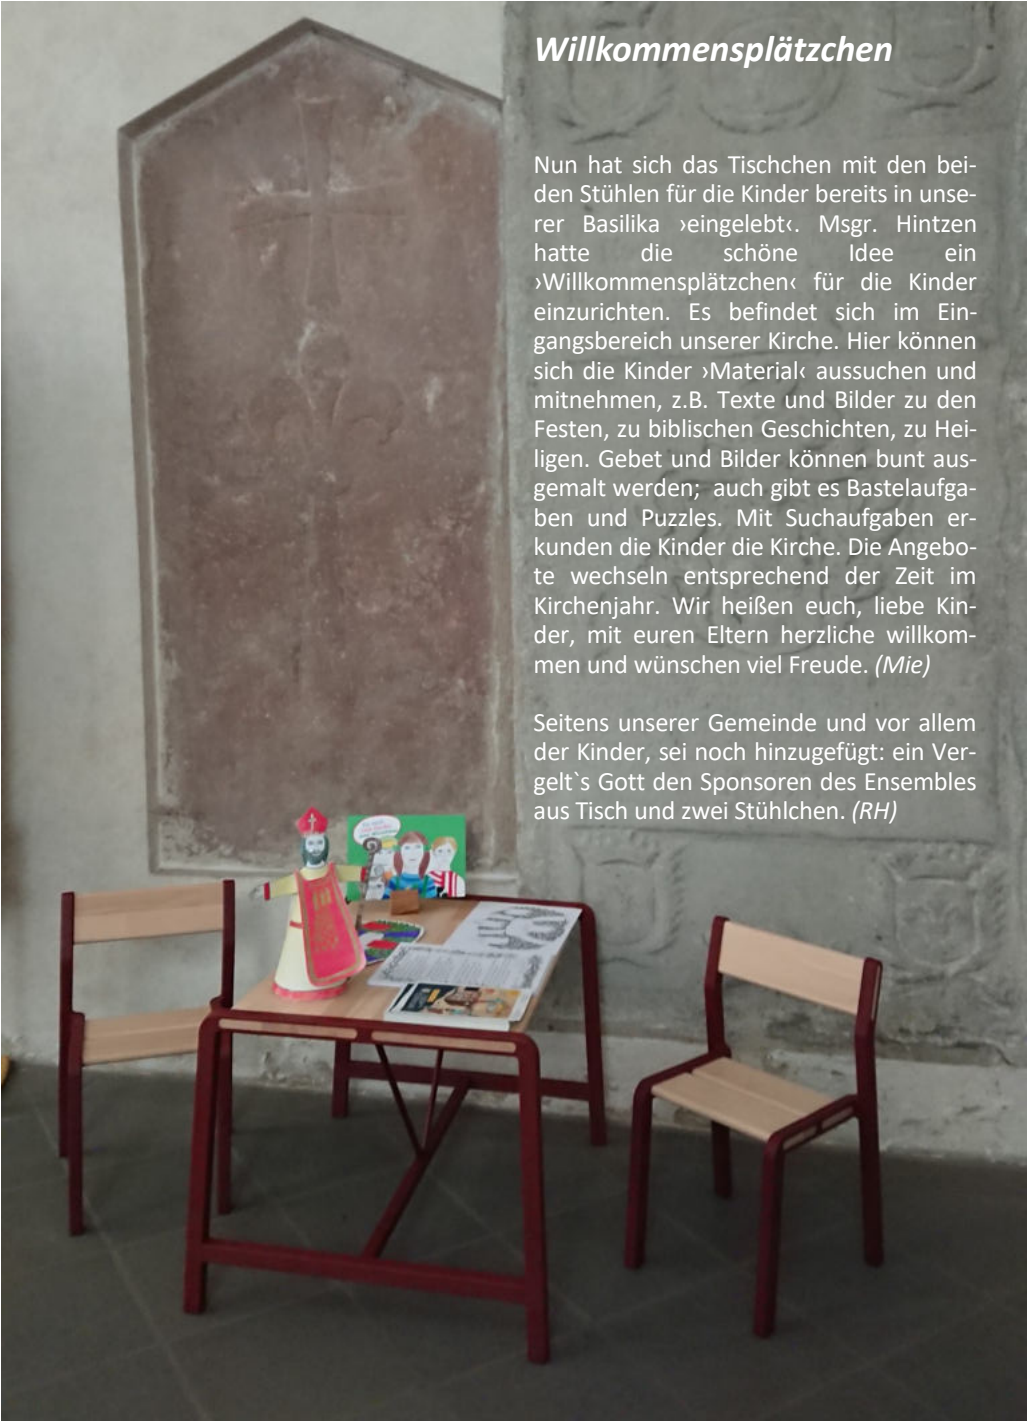 Willkommensplätzchen
Nun hat sich das Tischchen mit den bei-
den Stühlen für die Kinder bereits in unse-
rer Basilika ›eingelebt‹. Msgr. Hintzen
hatte die schöne Idee ein
›Willkommensplätzchen‹ für die Kinder
einzurichten. Es befindet sich im Ein-
gangsbereich unserer Kirche. Hier können
sich die Kinder ›Material‹ aussuchen und
mitnehmen, z.B. Texte und Bilder zu den
Festen, zu biblischen Geschichten, zu Hei-
ligen. Gebet und Bilder können bunt aus-
gemalt werden;  auch gibt es Bastelaufga-
ben und Puzzles. Mit Suchaufgaben er-
kunden die Kinder die Kirche. Die Angebo-
te wechseln entsprechend der Zeit im
Kirchenjahr. Wir heißen euch, liebe Kin-
der, mit euren Eltern herzliche willkom-
men und wünschen viel Freude. (Mie)
Seitens unserer Gemeinde und vor allem
der Kinder, sei noch hinzugefügt: ein Ver-
gelt`s Gott den Sponsoren des Ensembles
aus Tisch und zwei Stühlchen. (RH)